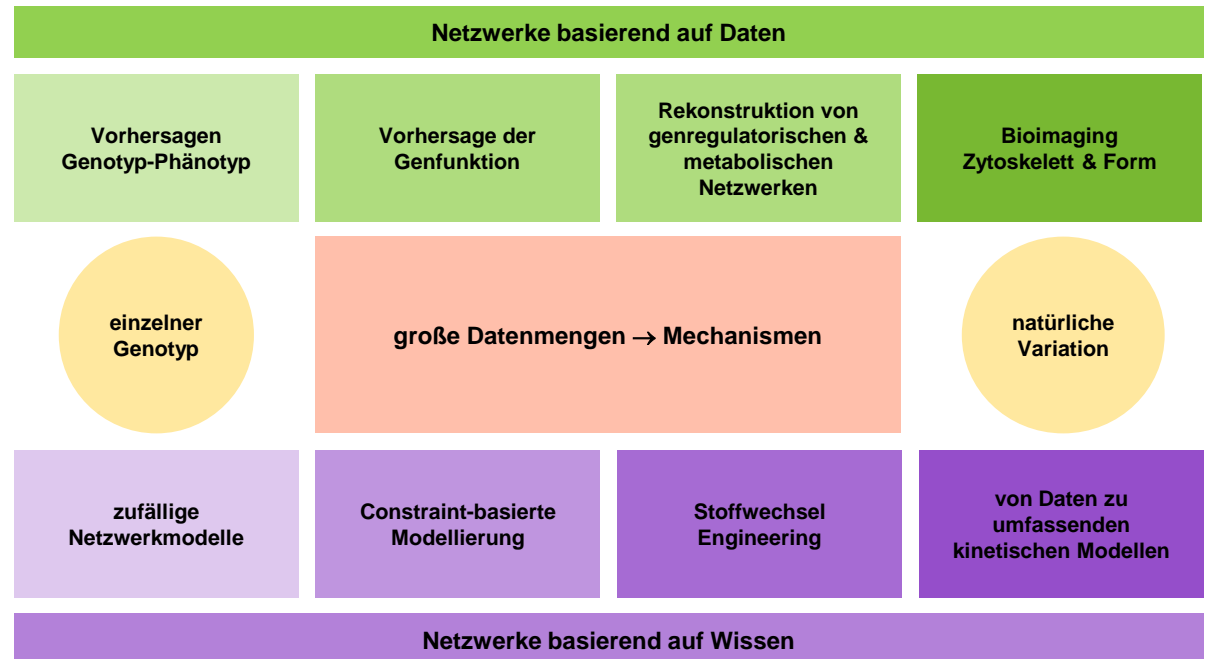 Netzwerke basierend auf Daten
Vorhersagen
Genotyp-Phänotyp
Vorhersage der
Genfunktion
Rekonstruktion von
genregulatorischen &
metabolischen
Netzwerken
Bioimaging
Zytoskelett & Form
einzelner
Genotyp
große Datenmengen → Mechanismen
natürliche
Variation
zufällige
Netzwerkmodelle
Constraint-basierte
Modellierung
Stoffwechsel
Engineering
von Daten zu
umfassenden
kinetischen Modellen
Netzwerke basierend auf Wissen